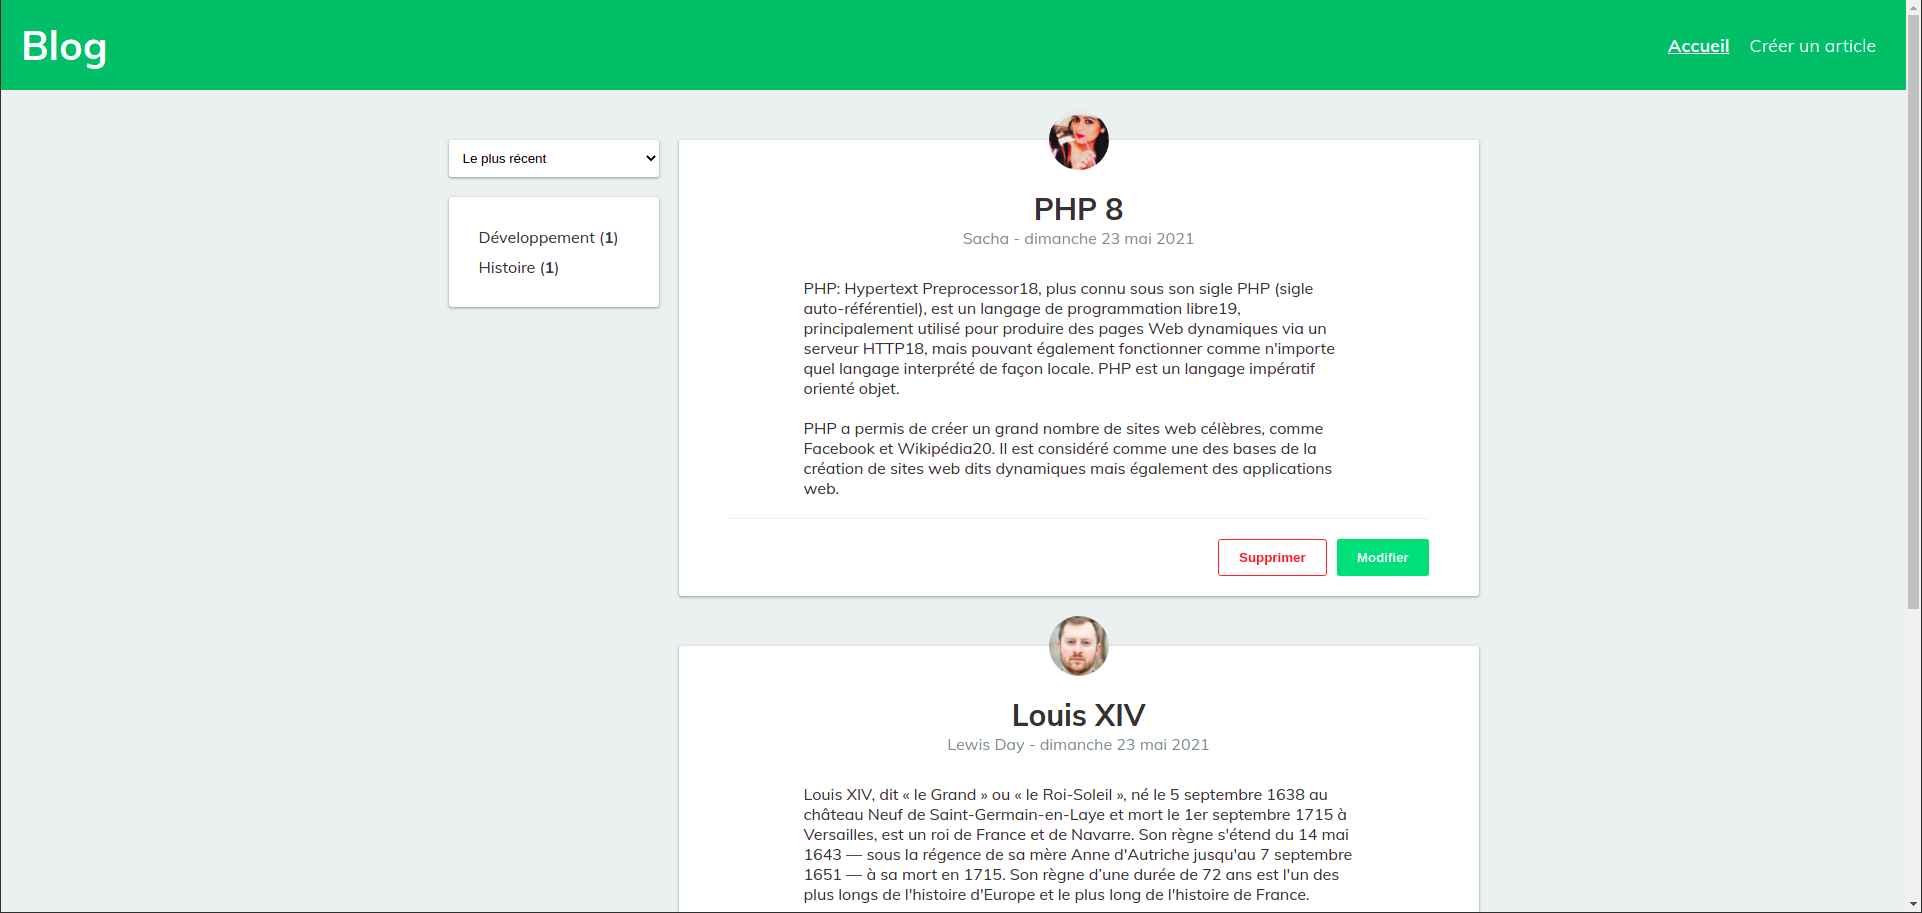 Blog
Accueil
Créer un article
Le plus récent
Développement (1)
Histoire (1)
PHP 8
Sacha - dimanche 23 mai 2021
PHP: Hypertext Preprocessor18, plus connu sous son sigle PHP (sigle
auto-référentiel), est un langage de programmation libre19,
principalement utilisé pour produire des pages Web dynamiques via un
serveur HTTP18, mais pouvant également fonctionner comme n'importe
quel langage interprété de façon locale. PHP est un langage impératif
orienté objet.
PHP a permis de créer un grand nombre de sites web célèbres, comme
Facebook et Wikipédia20. Il est considéré comme une des bases de la
création de sites web dits dynamiques mais également des applications
web.
Supprimer
Modifier
Louis XIV
Lewis Day - dimanche 23 mai 2021
Louis XIV, dit « le Grand » ou « le Roi-Soleil », né le 5 septembre 1638 au
château Neuf de Saint-Germain-en-Laye et mort le 1er septembre 1715 à
Versailles, est un roi de France et de Navarre. Son règne s'étend du 14 mai
1643 — sous la régence de sa mère Anne d'Autriche jusqu'au 7 septembre
1651 — à sa mort en 1715. Son règne d’une durée de 72 ans est l'un des
plus longs de l'histoire d'Europe et le plus long de l'histoire de France.